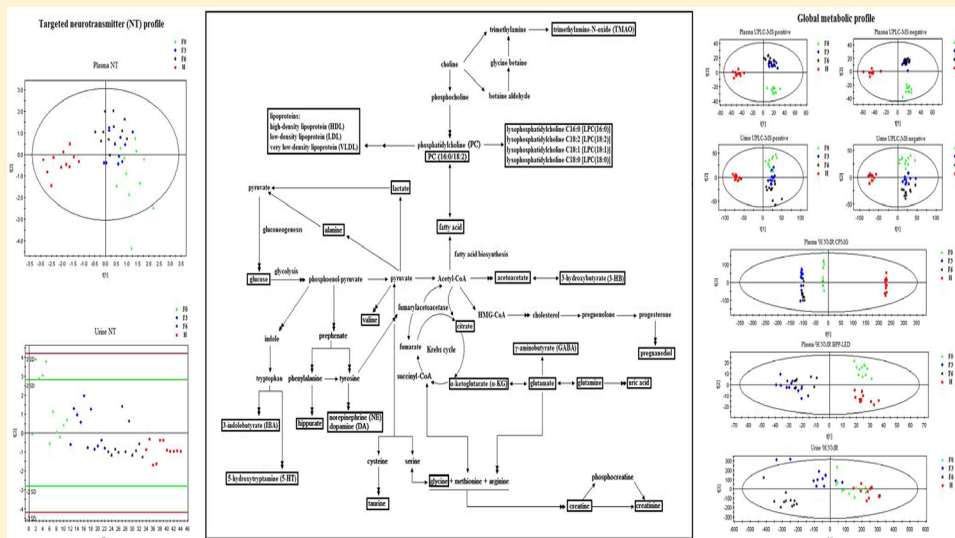 Targeted neurotransmitter (NT) profile
Plasma NT
F0
F3
F6
H
t[1]
Urine NT
F0
F3
F6
H
trimethylamine
trimethylamine-N-oxide (TMAO)
choline
glycine betaine
phosphocholine
betaine aldehyde
lipoproteins:
high-density lipoprotein (HDL)
low-density lipoprotein (LDL)
very low-density lipoprotein (VLDL)
phosphatidylcholine (PC)
PC (16:0/18:2)
lysophosphatidylcholine C16:0 [LPC(16:0)]
lysophosphatidylcholine C18:2 [LPC(18:2)]
lysophosphatidylcholine C18:1 [LPC(18:1)]
lysophosphatidylcholine C18:0 [LPC(18:0)]
pyruvate
lactate
gluconeogenesis
alanine
fatty acid
fatty acid biosynthesis
glucose
glycolysis
phosphoenol-pyruvate
pyruvate
Acetyl-CoA
acetoacetate
3-hydroxybutyrate (3-HB)
fumarylacetoacetase
valine
citrate
HMG-CoA
cholesterol
pregnenolone
progesterone
indole
prephenate
fumarate
Krebs cycle
γ-aminobutyrate (GABA)
pregnanediol
succinyl-CoA
tryptophan
phenylalanine
tyrosine
α-ketoglutarate (α-KG)
glutamate
glutamine
uric acid
3-indolebutyrate (IBA)
hippurate
norepinephrine (NE)
dopamine (DA)
5-hydroxytryptamine (5-HT)
cysteine
serine
glycine + methionine + arginine
phosphocreatine
taurine
creatine
creatinine
Global metabolic profile
Plasma UPLC-MS positive
Plasma UPLC-MS negative
Urine UPLC-MS positive
Urine UPLC-MS negative
Plasma ¹H NMR CPMG
Plasma ¹H NMR BPP-LED
Urine ¹H NMR